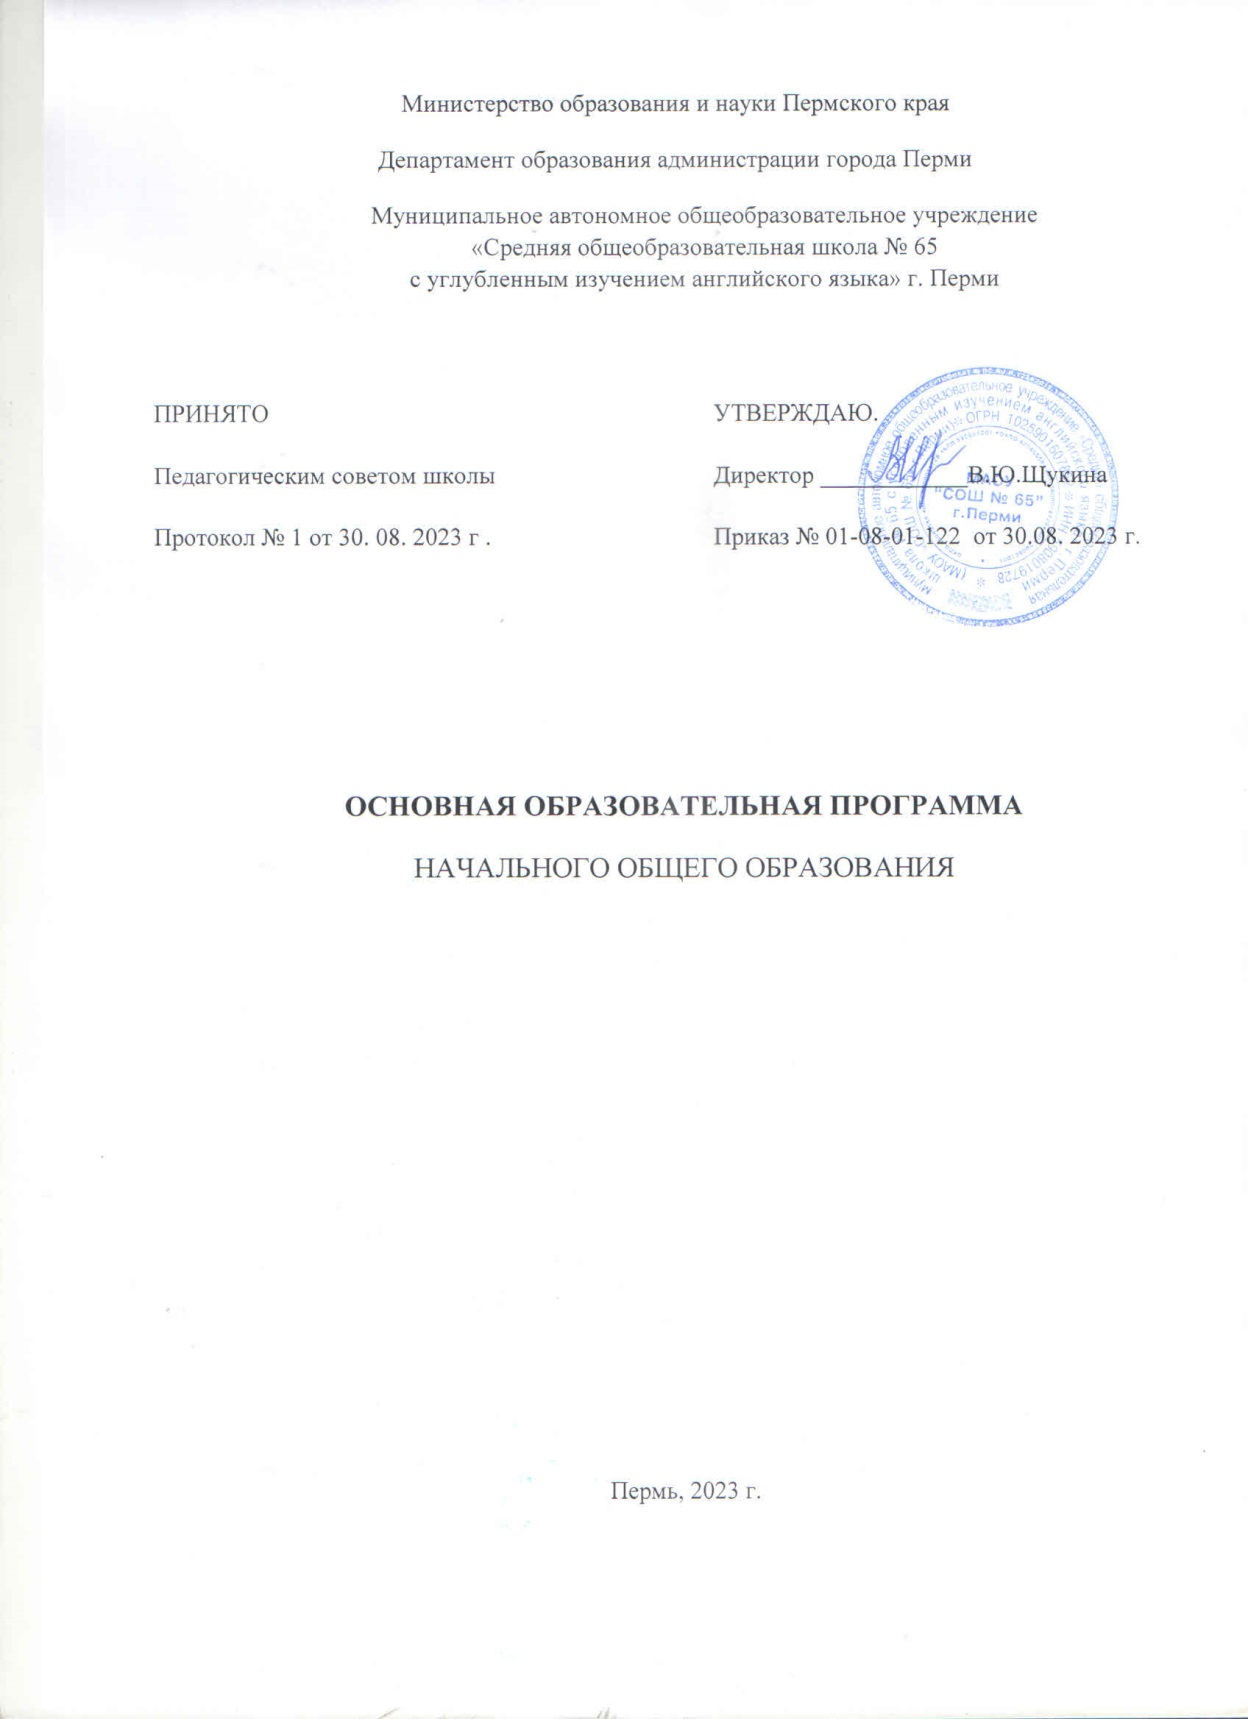 Министерство образования и науки Пермского края
Департамент образования администрации города Перми
Муниципальное автономное общеобразовательное учреждение
«Средняя общеобразовательная школа № 65
с углубленным изучением английского языка» г. Перми
ПРИНЯТО
Педагогическим советом школы
Протокол № 1 от 30. 08. 2023 г .
УТВЕРЖДАЮ.
Директор ____________В.Ю.Щукина
Приказ № 01-08-01-122 от 30.08. 2023 г.
МАОУ
"СОШ № 65"
г.Перми
ОСНОВНАЯ ОБРАЗОВАТЕЛЬНАЯ ПРОГРАММА
НАЧАЛЬНОГО ОБЩЕГО ОБРАЗОВАНИЯ
Пермь, 2023 г.